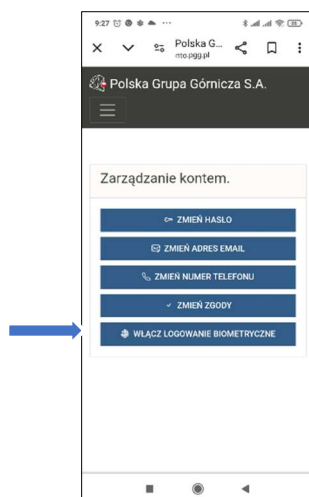 9:27
Polska G...
nto.pgg.pl
Polska Grupa Górnicza S.A.
Zarządzanie kontem.
ZMIEŃ HASŁO
ZMIEŃ ADRES EMAIL
ZMIEŃ NUMER TELEFONU
ZMIEŃ ZGODY
WŁĄCZ LOGOWANIE BIOMETRYCZNE